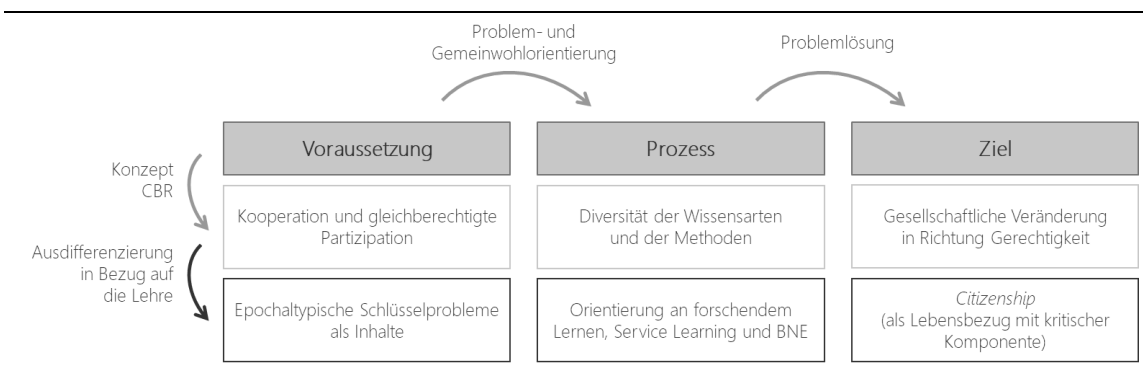 Problem- und
Gemeinwohlorientierung
Problemlösung
Voraussetzung
Prozess
Ziel
Konzept
CBR
Kooperation und gleichberechtigte
Partizipation
Diversität der Wissensarten
und der Methoden
Gesellschaftliche Veränderung
in Richtung Gerechtigkeit
Ausdifferenzierung
in Bezug auf
die Lehre
Epochaltypische Schlüsselprobleme
als Inhalte
Orientierung an forschendem
Lernen, Service Learning und BNE
Citizenship
(als Lebensbezug mit kritischer
Komponente)